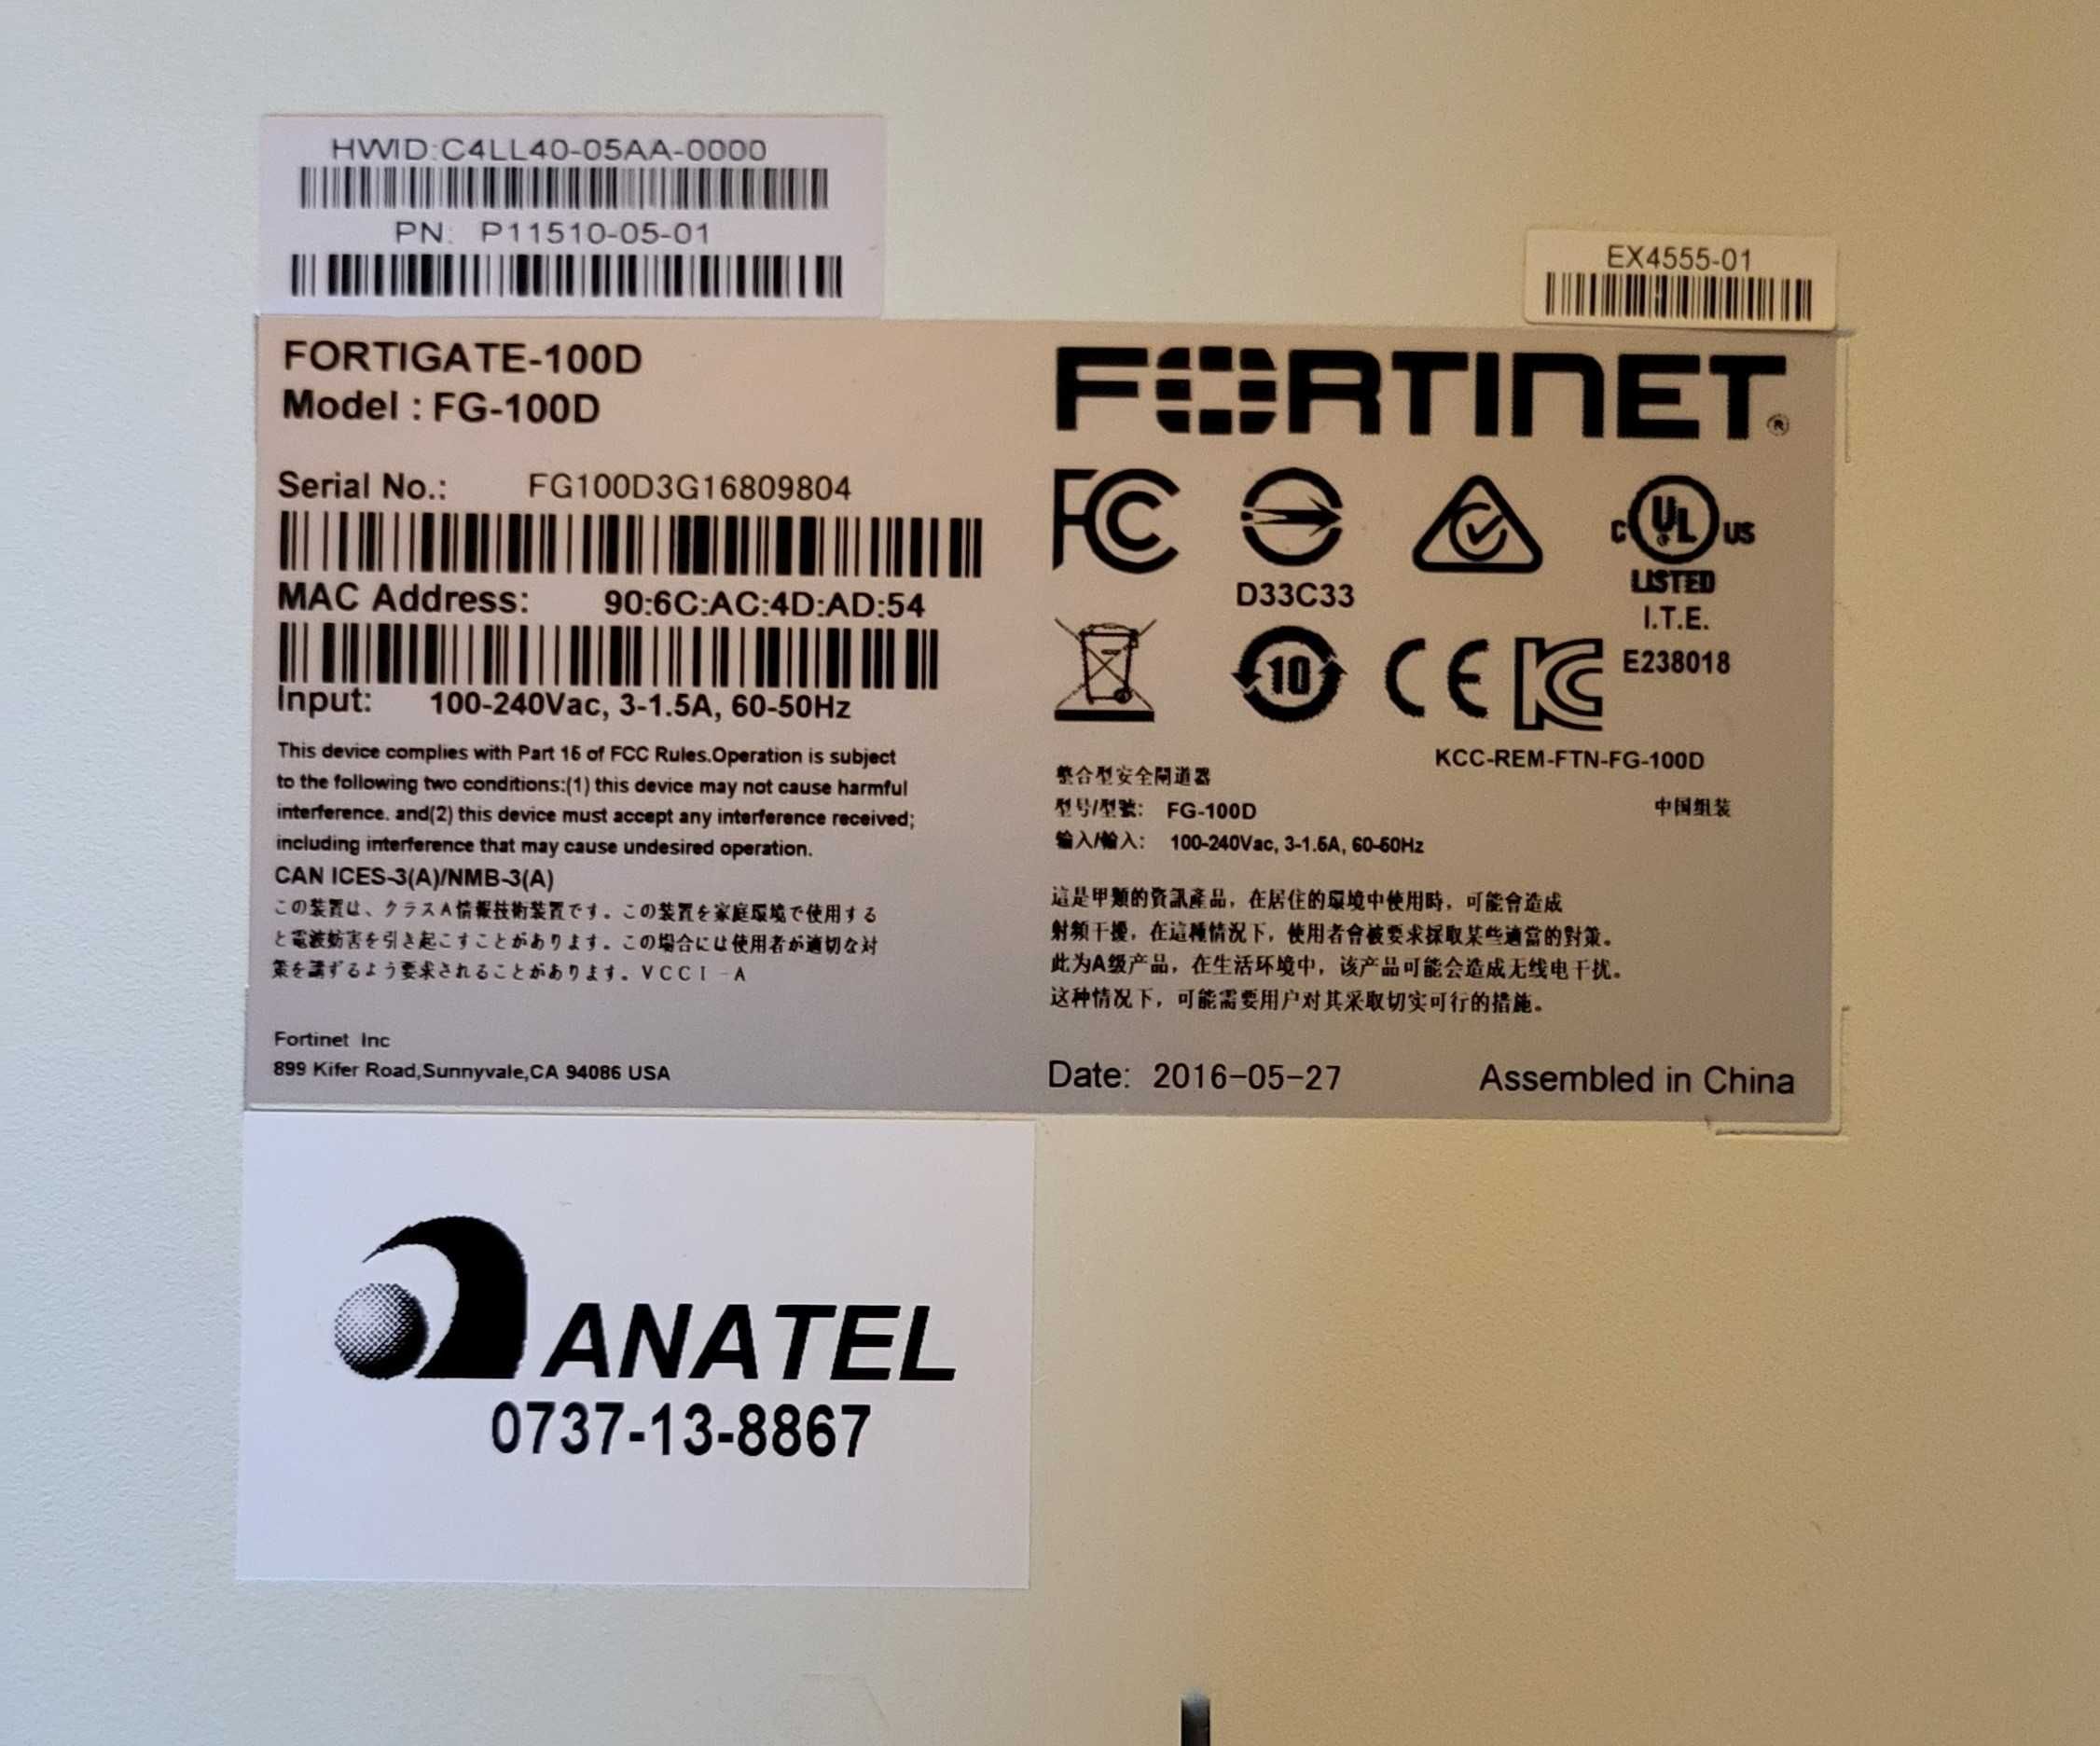 HWID:C4LL40-05AA-0000
PN: P11510-05-01
EX4555-01
FORTIGATE-100D
Model : FG-100D
Serial No.: FG100D3G16809804
MAC Address: 90:6C:AC:4D:AD:54
Input: 100-240Vac, 3-1.5A, 60-50Hz
This device complies with Part 15 of FCC Rules.Operation is subject
to the following two conditions:(1) this device may not cause harmful
interference. and(2) this device must accept any interference received;
including interference that may cause undesired operation.
CAN ICES-3(A)/NMB-3(A)
この装置は、クラスA情報技術装置です。この装置を家庭環境で使用する
と電波妨害を引き起こすことがあります。この場合には使用者が適切な対
策を講ずるよう要求されることがあります。VCCI-A
Fortinet Inc
899 Kifer Road,Sunnyvale,CA 94086 USA
FORTINET®
FC
D33C33
C UL US
LISTED
I.T.E.
E238018
10
CE
KC
KCC-REM-FTN-FG-100D
整合型安全閘道器
型号/型號: FG-100D
中国组装
输入/輸入: 100-240Vac, 3-1.5A, 60-50Hz
這是甲類的資訊產品，在居住的環境中使用時，可能會造成
射頻干擾，在這種情況下，使用者會被要求採取某些適當的對策。
此为A级产品，在生活环境中，该产品可能会造成无线电干扰。
这种情况下，可能需要用户对其采取切实可行的措施。
Date: 2016-05-27
Assembled in China
ANATEL
0737-13-8867